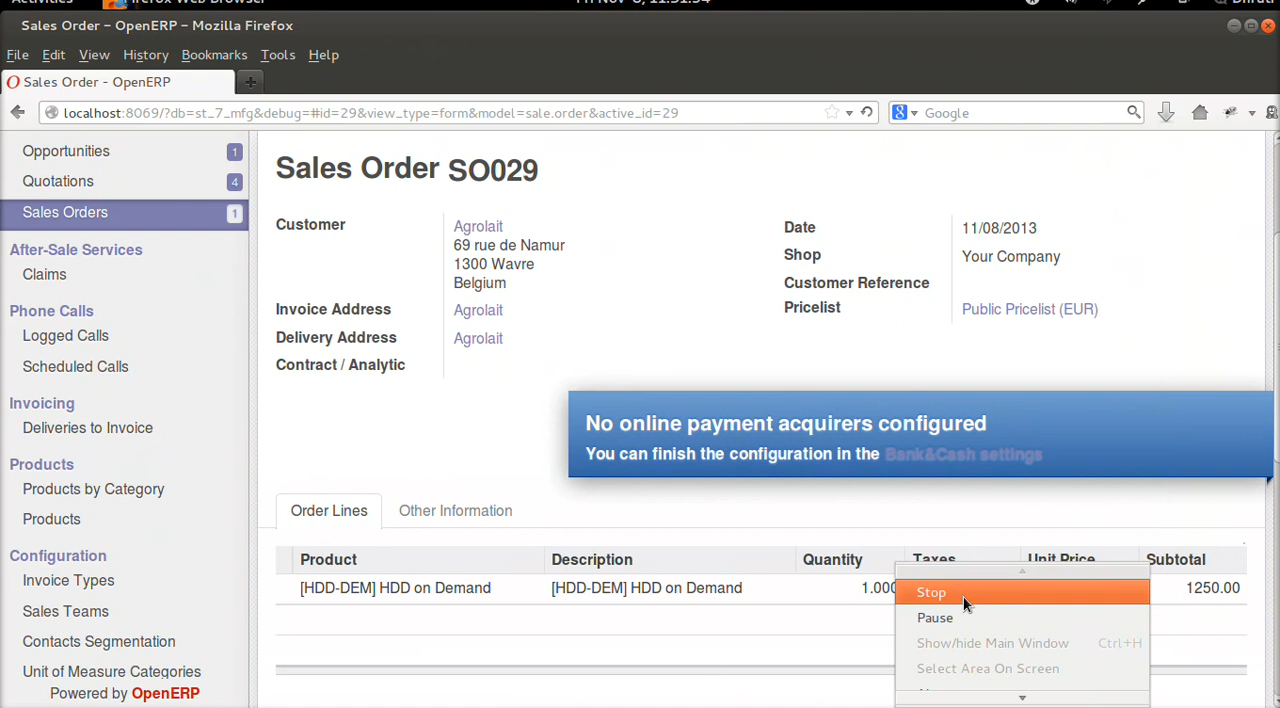 Activities Firefox Web Browser
Sales Order - OpenERP - Mozilla Firefox
File Edit View History Bookmarks Tools Help
Sales Order - OpenERP
localhost:8069/?db=st_7_mfg&debug=#id=29&view_type=form&model=sale.order&active_id=29
Google
Opportunities 1
Quotations 4
Sales Orders 1
After-Sale Services
Claims
Phone Calls
Logged Calls
Scheduled Calls
Invoicing
Deliveries to Invoice
Products
Products by Category
Products
Configuration
Invoice Types
Sales Teams
Contacts Segmentation
Unit of Measure Categories
Powered by OpenERP
Sales Order SO029
Customer Agrolait
69 rue de Namur
1300 Wavre
Belgium
Invoice Address Agrolait
Delivery Address Agrolait
Contract / Analytic
Date 11/08/2013
Shop Your Company
Customer Reference
Pricelist Public Pricelist (EUR)
No online payment acquirers configured
You can finish the configuration in the Bank&Cash settings
Order Lines Other Information
Product Description Quantity Taxes Unit Price Subtotal
[HDD-DEM] HDD on Demand [HDD-DEM] HDD on Demand 1.000 1250.00
Stop
Pause
Show/hide Main Window Ctrl+H
Select Area On Screen